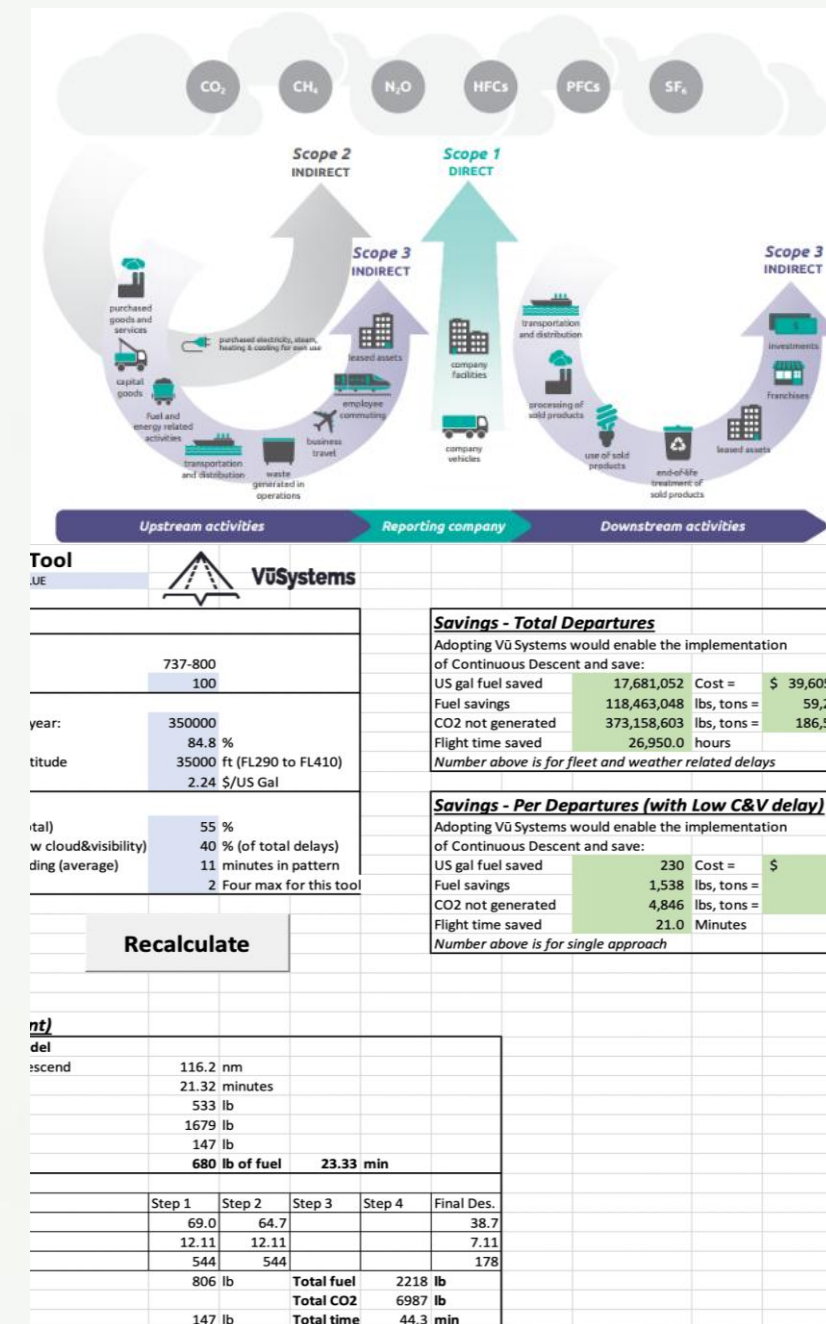 CO₂ CH₄ N₂O HFCs PFCs SF₆
Scope 2
INDIRECT
Scope 1
DIRECT
Scope 3
INDIRECT
Scope 3
INDIRECT
purchased
goods and
services
capital
goods
fuel and
energy related
activities
transportation
and distribution
waste
generated in
operations
business
travel
employee
commuting
leased assets
purchased electricity, steam,
heating & cooling for own use
company
facilities
company
vehicles
transportation
and distribution
processing of
sold products
use of sold
products
end-of-life
treatment of
sold products
leased assets
franchises
investments
Upstream activities Reporting company Downstream activities
Tool
VūSystems
737-800
100
year: 350000
84.8 %
35000 ft (FL290 to FL410)
2.24 $/US Gal
55 %
w cloud&visibility) 40 % (of total delays)
ding (average) 11 minutes in pattern
2 Four max for this tool
Recalculate
Savings - Total Departures
Adopting Vū Systems would enable the implementation
of Continuous Descent and save:
US gal fuel saved 17,681,052 Cost = $ 39,605
Fuel savings 118,463,048 lbs, tons = 59,2
CO2 not generated 373,158,603 lbs, tons = 186,5
Flight time saved 26,950.0 hours
Number above is for fleet and weather related delays
Savings - Per Departures (with Low C&V delay)
Adopting Vū Systems would enable the implementation
of Continuous Descent and save:
US gal fuel saved 230 Cost = $
Fuel savings 1,538 lbs, tons =
CO2 not generated 4,846 lbs, tons =
Flight time saved 21.0 Minutes
Number above is for single approach
nt)
del
escend 116.2 nm
21.32 minutes
533 lb
1679 lb
147 lb
680 lb of fuel 23.33 min
Step 1 Step 2 Step 3 Step 4 Final Des.
69.0 64.7 38.7
12.11 12.11 7.11
544 544 178
806 lb Total fuel 2218 lb
Total CO2 6987 lb
147 lb Total time 44.3 min